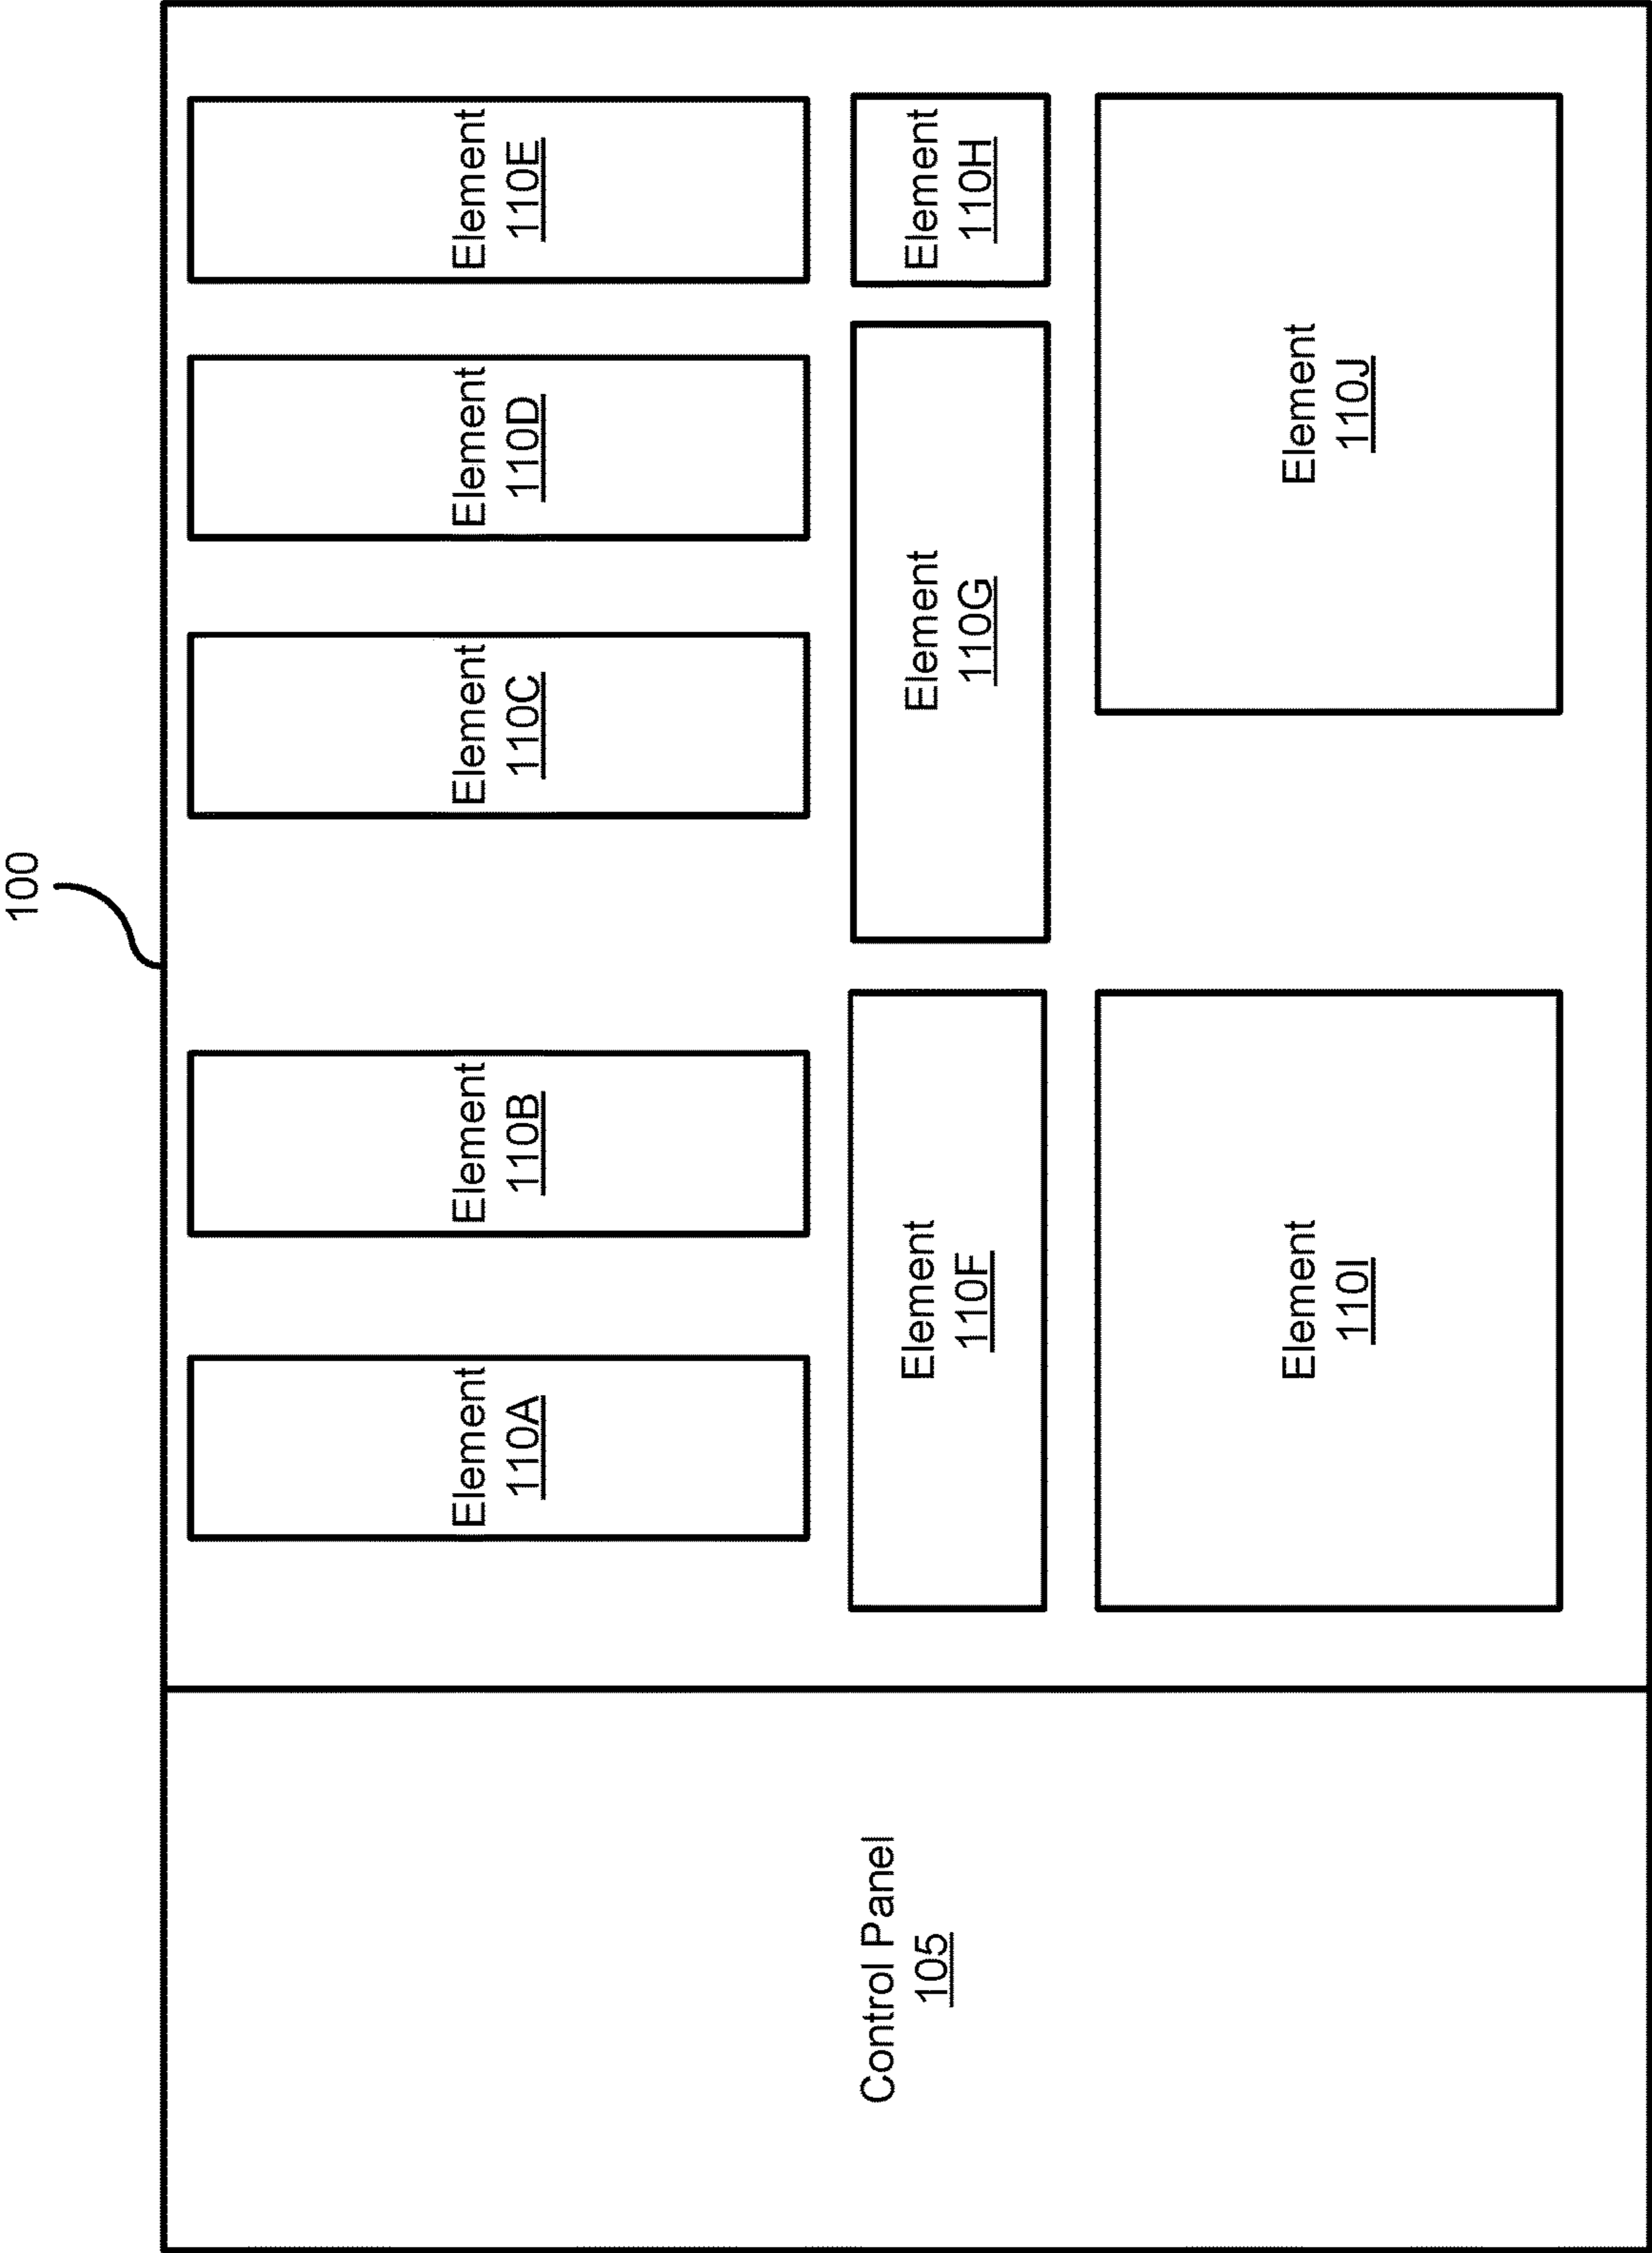 100
Element
110A
Element
110B
Element
110C
Element
110D
Element
110E
Control Panel
105
Element
110F
Element
110G
Element
110H
Element
110I
Element
110J